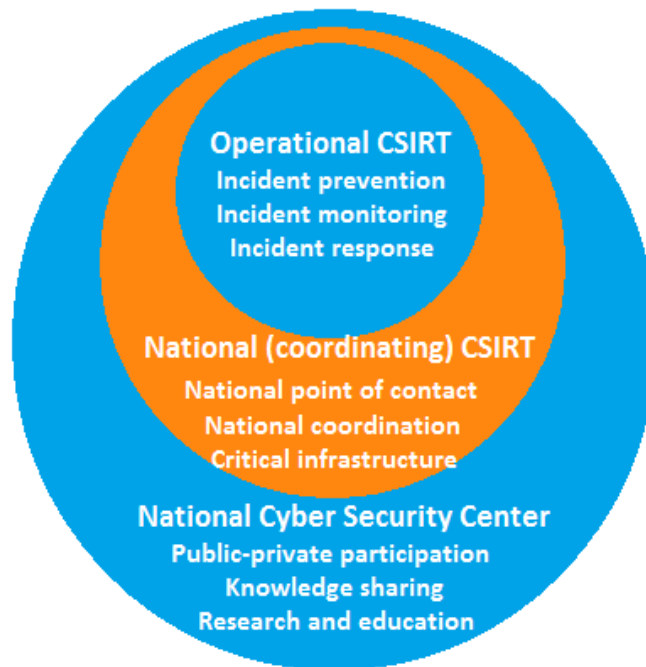 Operational CSIRT
Incident prevention
Incident monitoring
Incident response
National (coordinating) CSIRT
National point of contact
National coordination
Critical infrastructure
National Cyber Security Center
Public-private participation
Knowledge sharing
Research and education